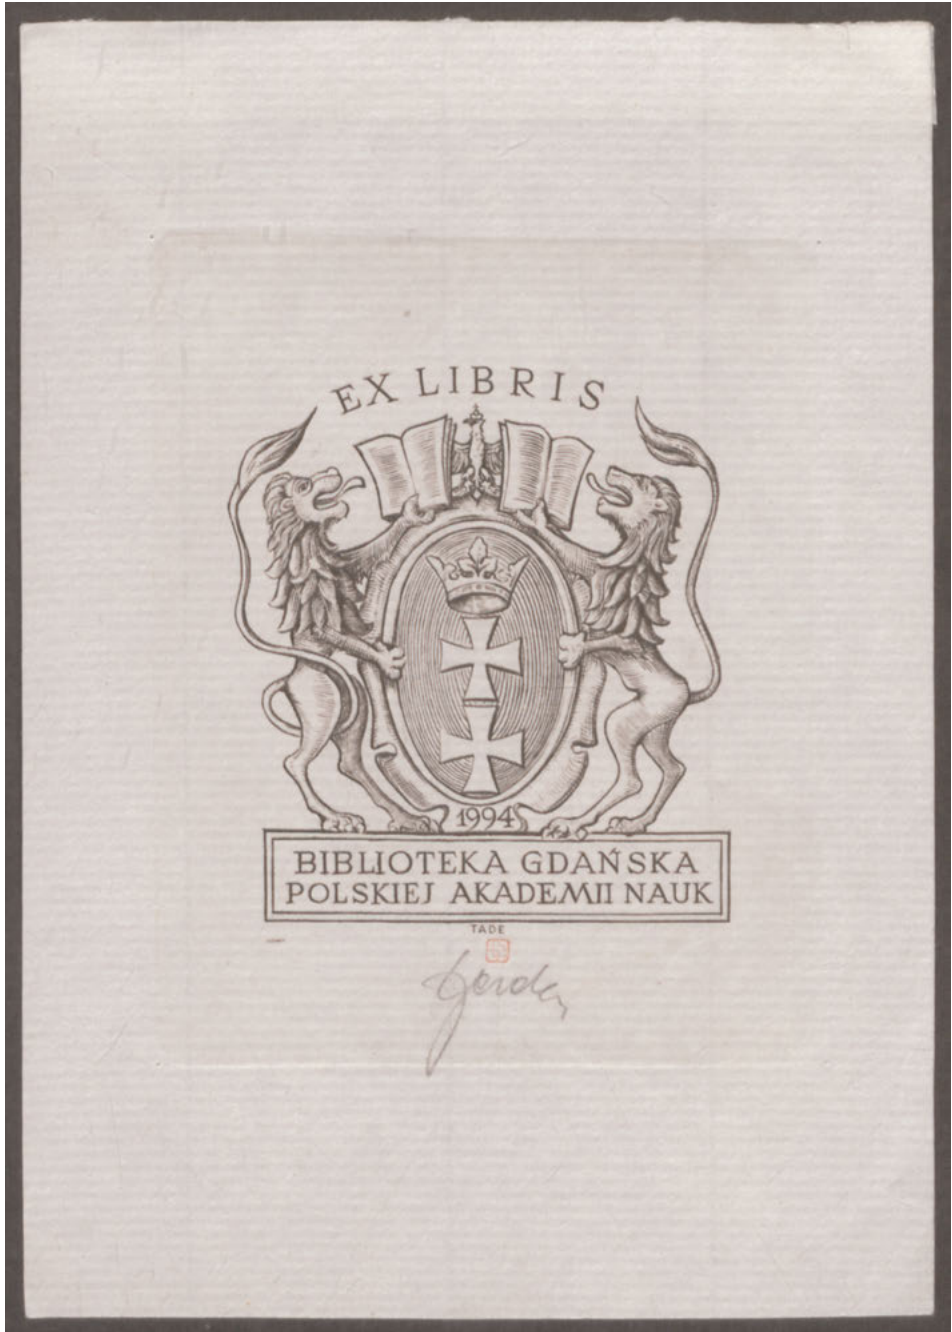 EX LIBRIS
1994
BIBLIOTEKA GDAŃSKA
POLSKIEJ AKADEMII NAUK
TADE